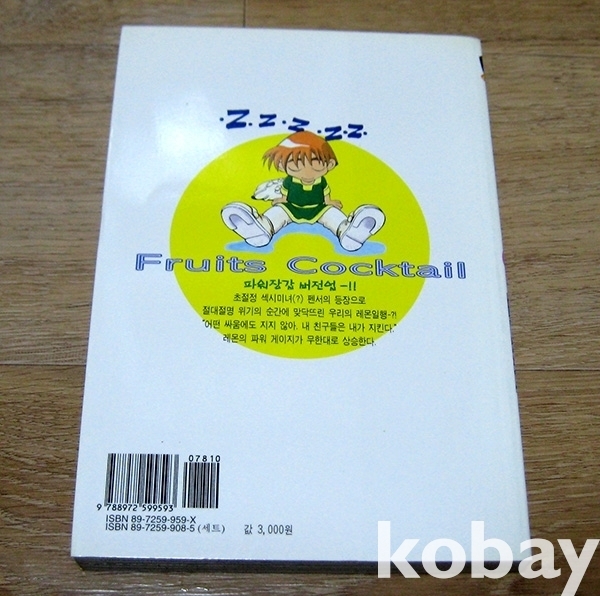 Z Z Z Z Z
Fruits Cocktail
파워장갑 버전업 -!!
초절정 섹시미녀(?) 펜서의 등장으로
절대절명 위기의 순간에 맞닥뜨린 우리의 레몬일행-?!
"어떤 싸움에도 지지 않아. 내 친구들은 내가 지킨다."
레몬의 파워 게이지가 무한대로 상승한다.
07810
9 788972 599593
ISBN 89-7259-959-X
ISBN 89-7259-908-5 (세트) 값 3,000원
kobay